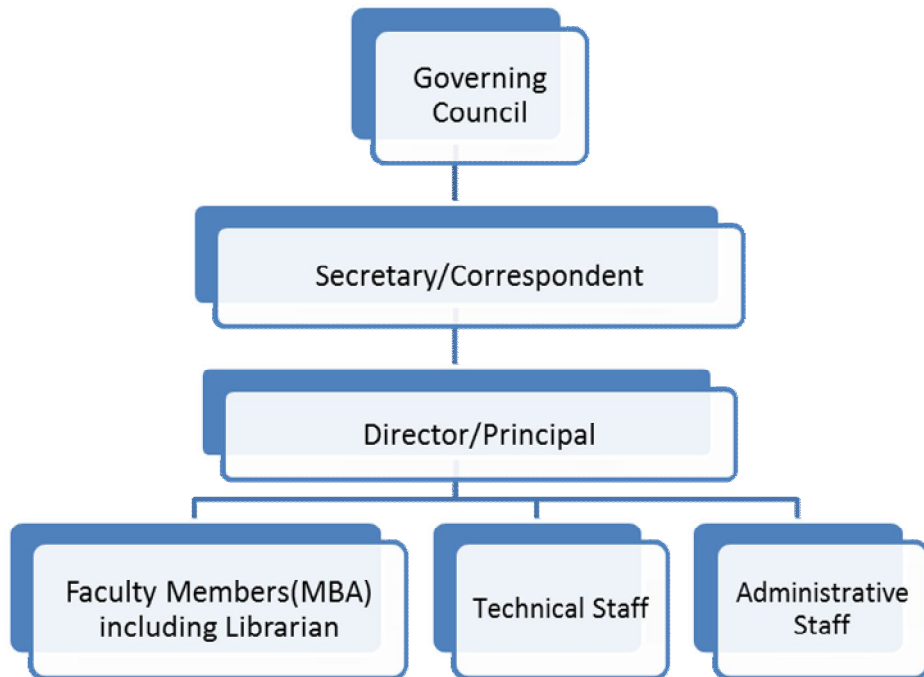 Governing
Council
Secretary/Correspondent
Director/Principal
Faculty Members(MBA)
including Librarian
Technical Staff
Administrative
Staff